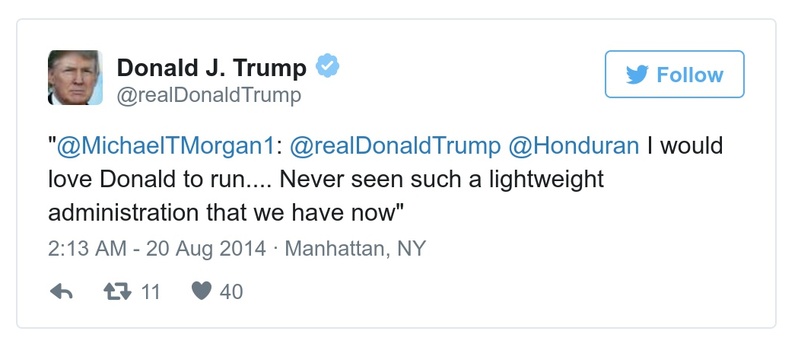 Donald J. Trump
@realDonaldTrump
Follow
"@MichaelTMorgan1: @realDonaldTrump @Honduran I would
love Donald to run.... Never seen such a lightweight
administration that we have now"
2:13 AM - 20 Aug 2014 · Manhattan, NY
11 40